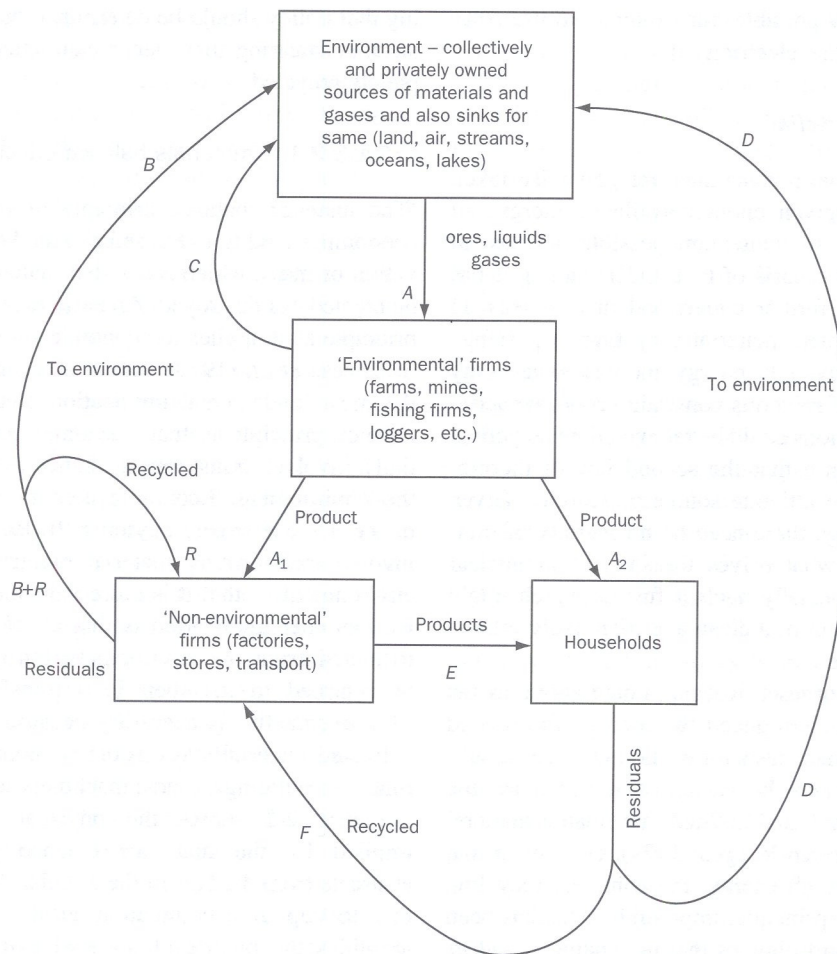 Environment – collectively
and privately owned
sources of materials and
gases and also sinks for
same (land, air, streams,
oceans, lakes)
B
D
C
ores, liquids
gases
A
'Environmental' firms
(farms, mines,
fishing firms,
loggers, etc.)
To environment
To environment
Recycled
Product
Product
R
A1
A2
B+R
'Non-environmental'
firms (factories,
stores, transport)
Products
E
Households
Residuals
Residuals
D
F
Recycled